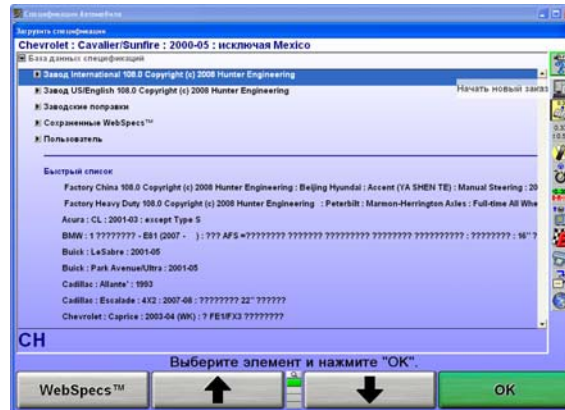 Спецификации Автомобиля
Загрузить спецификации
Chevrolet : Cavalier/Sunfire : 2000-05 : исключая Mexico
База данных спецификаций
Завод International 108.0 Copyright (c) 2008 Hunter Engineering
Начать новый заказ
Завод US/English 108.0 Copyright (c) 2008 Hunter Engineering
Заводские поправки
Сохраненные WebSpecs™
Пользователь
Быстрый список
Factory China 108.0 Copyright (c) 2008 Hunter Engineering : Beijing Hyundai : Accent (YA SHEN TE) : Manual Steering : 20
Factory Heavy Duty 108.0 Copyright (c) 2008 Hunter Engineering : Peterbilt : Marmon-Herrington Axles : Full-time All Whe
Acura : CL : 2001-03 : except Type S
BMW : 1 ???????? - E81 (2007 - ) : ??? AFS =???????? ??????? ????????? ???????? ???????? ?????????? : ???????? : 16" ?
Buick : LeSabre : 2001-05
Buick : Park Avenue/Ultra : 2001-05
Cadillac : Allante' : 1993
Cadillac : Escalade : 4X2 : 2007-08 : ???????? 22" ??????
Chevrolet : Caprice : 2003-04 (WK) : ? FE1/FX3 ????????
CH
Выберите элемент и нажмите "OK".
WebSpecs™
OK